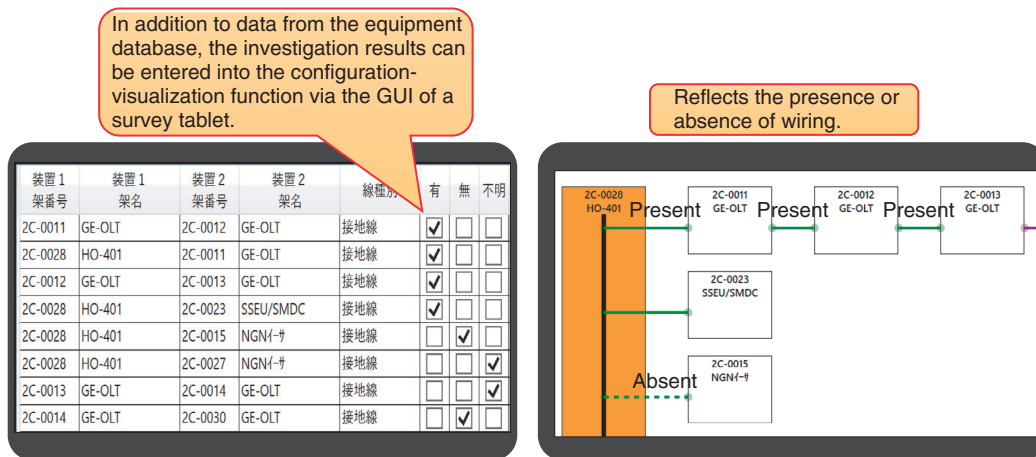 In addition to data from the equipment
database, the investigation results can
be entered into the configuration-
visualization function via the GUI of a
survey tablet.
装置1 装置1 装置2 装置2 線種別 有 無 不明
架番号 架名 架番号 架名
2C-0011 GE-OLT 2C-0012 GE-OLT 接地線
2C-0028 HO-401 2C-0011 GE-OLT 接地線
2C-0012 GE-OLT 2C-0013 GE-OLT 接地線
2C-0028 HO-401 2C-0023 SSEU/SMDC 接地線
2C-0028 HO-401 2C-0015 NGNイーサ 接地線
2C-0028 HO-401 2C-0027 NGNイーサ 接地線
2C-0013 GE-OLT 2C-0014 GE-OLT 接地線
2C-0014 GE-OLT 2C-0030 GE-OLT 接地線
Reflects the presence or
absence of wiring.
2C-0028
HO-401
Present
2C-0011
GE-OLT
Present
2C-0012
GE-OLT
Present
2C-0013
GE-OLT
2C-0023
SSEU/SMDC
Absent
2C-0015
NGNイーサ